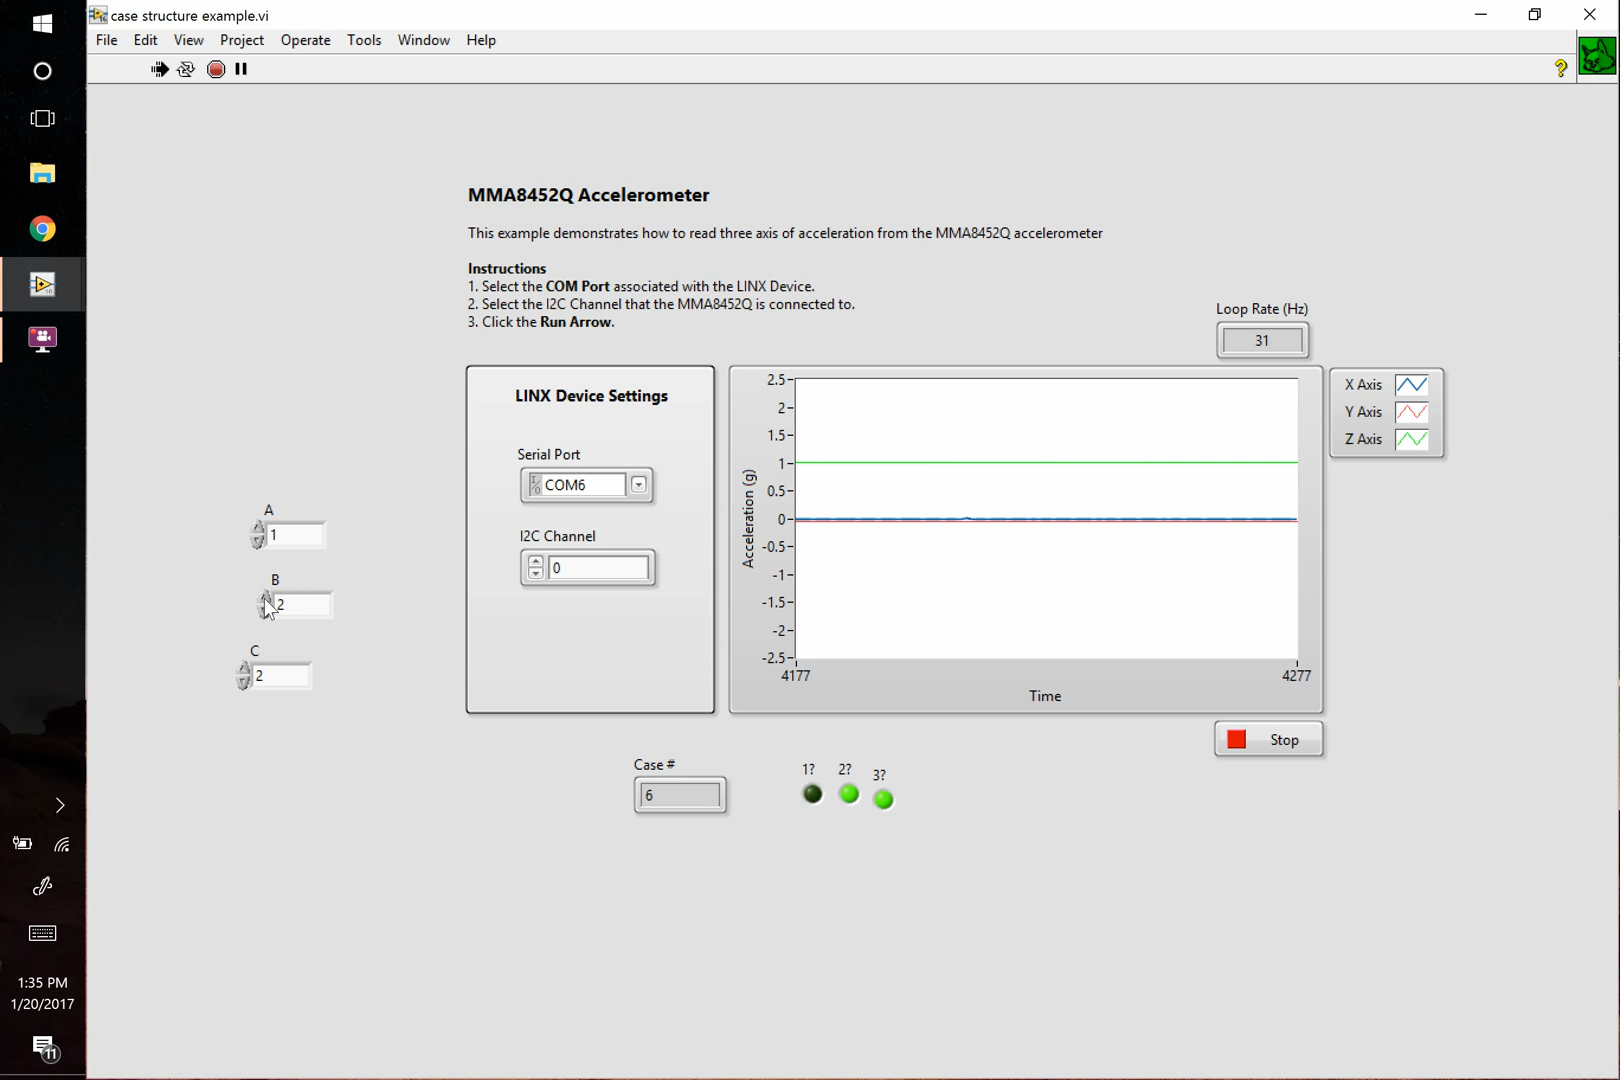 case structure example.vi
File Edit View Project Operate Tools Window Help
MMA8452Q Accelerometer
This example demonstrates how to read three axis of acceleration from the MMA8452Q accelerometer
Instructions
1. Select the COM Port associated with the LINX Device.
2. Select the I2C Channel that the MMA8452Q is connected to.
3. Click the Run Arrow.
Loop Rate (Hz)
31
LINX Device Settings
Serial Port
COM6
I2C Channel
0
A
1
B
2
C
2
Acceleration (g)
2.5
2
1.5
1
0.5
0
-0.5
-1
-1.5
-2
-2.5
4177
4277
Time
X Axis
Y Axis
Z Axis
Stop
Case #
6
1?
2?
3?
1:35 PM
1/20/2017
11